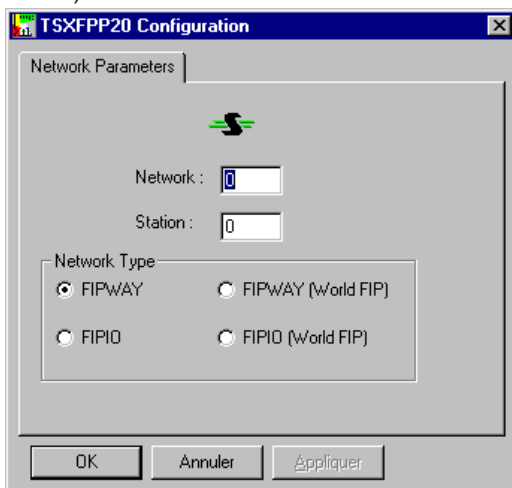 TSXFPP20 Configuration
Network Parameters
Network : 0
Station : 0
Network Type
FIPWAY FIPWAY (World FIP)
FIPIO FIPIO (World FIP)
OK Annuler Appliquer